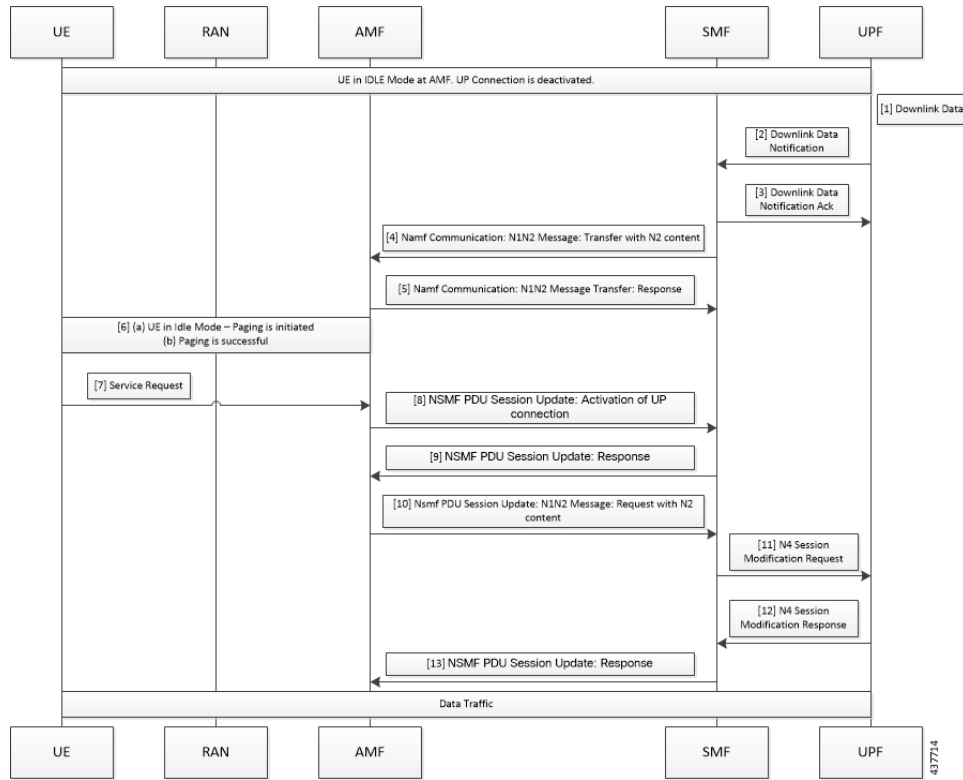 UE
RAN
AMF
SMF
UPF
UE in IDLE Mode at AMF. UP Connection is deactivated.
[1] Downlink Data
[2] Downlink Data
Notification
[3] Downlink Data
Notification Ack
[4] Namf Communication: N1N2 Message: Transfer with N2 content
[5] Namf Communication: N1N2 Message Transfer: Response
[6] (a) UE in Idle Mode – Paging is initiated
(b) Paging is successful
[7] Service Request
[8] NSMF PDU Session Update: Activation of UP
connection
[9] NSMF PDU Session Update: Response
[10] Nsmf PDU Session Update: N1N2 Message: Request with N2
content
[11] N4 Session
Modification Request
[12] N4 Session
Modification Response
[13] NSMF PDU Session Update: Response
Data Traffic
UE
RAN
AMF
SMF
UPF
437714